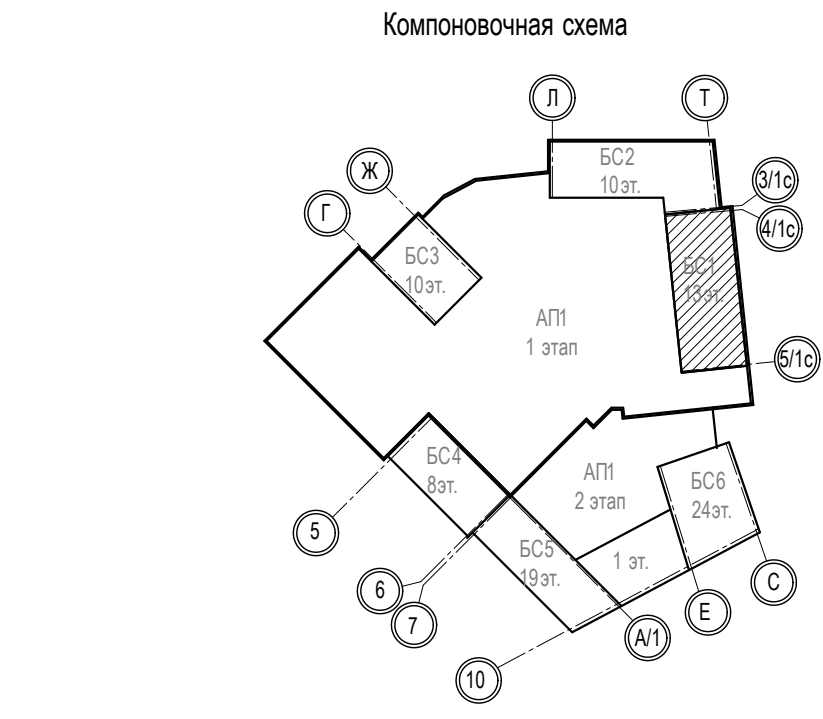 Компоновочная схема
Л
Т
Ж
БС2
10эт.
3/1с
Г
4/1с
БС3
10эт.
БС1
13эт.
АП1
1 этап
5/1с
БС4
8эт.
АП1
2 этап
БС6
24эт.
5
БС5
19эт.
1 эт.
6
7
С
Е
А/1
10